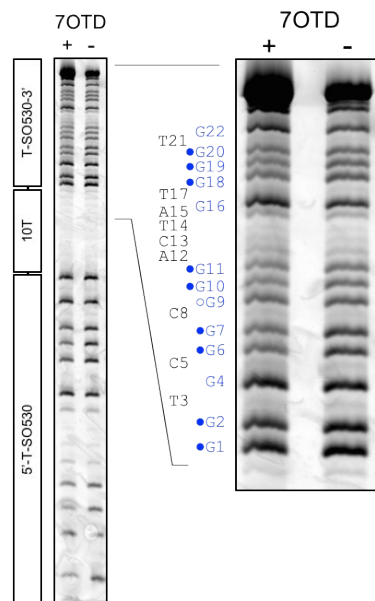 7OTD
+ -
T-SO530-3'
10T
5'-T-SO530
7OTD
+ -
G22
T21
G20
G19
G18
T17
G16
A15
T14
C13
A12
G11
G10
G9
C8
G7
G6
C5
G4
T3
G2
G1